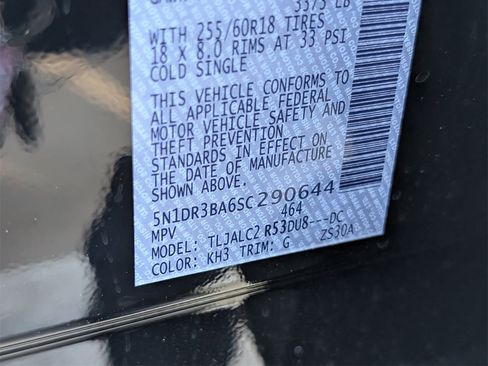 3375 LB
WITH 255/60R18 TIRES
18 X 8.0 RIMS AT 33 PSI
COLD SINGLE
THIS VEHICLE CONFORMS TO
ALL APPLICABLE FEDERAL
MOTOR VEHICLE SAFETY AND
THEFT PREVENTION
STANDARDS IN EFFECT ON
THE DATE OF MANUFACTURE
SHOWN ABOVE.
5N1DR3BA6SC290644
MPV 464
MODEL: TLJALC2 R53DU8---DC
COLOR: KH3 TRIM: G ZS30A